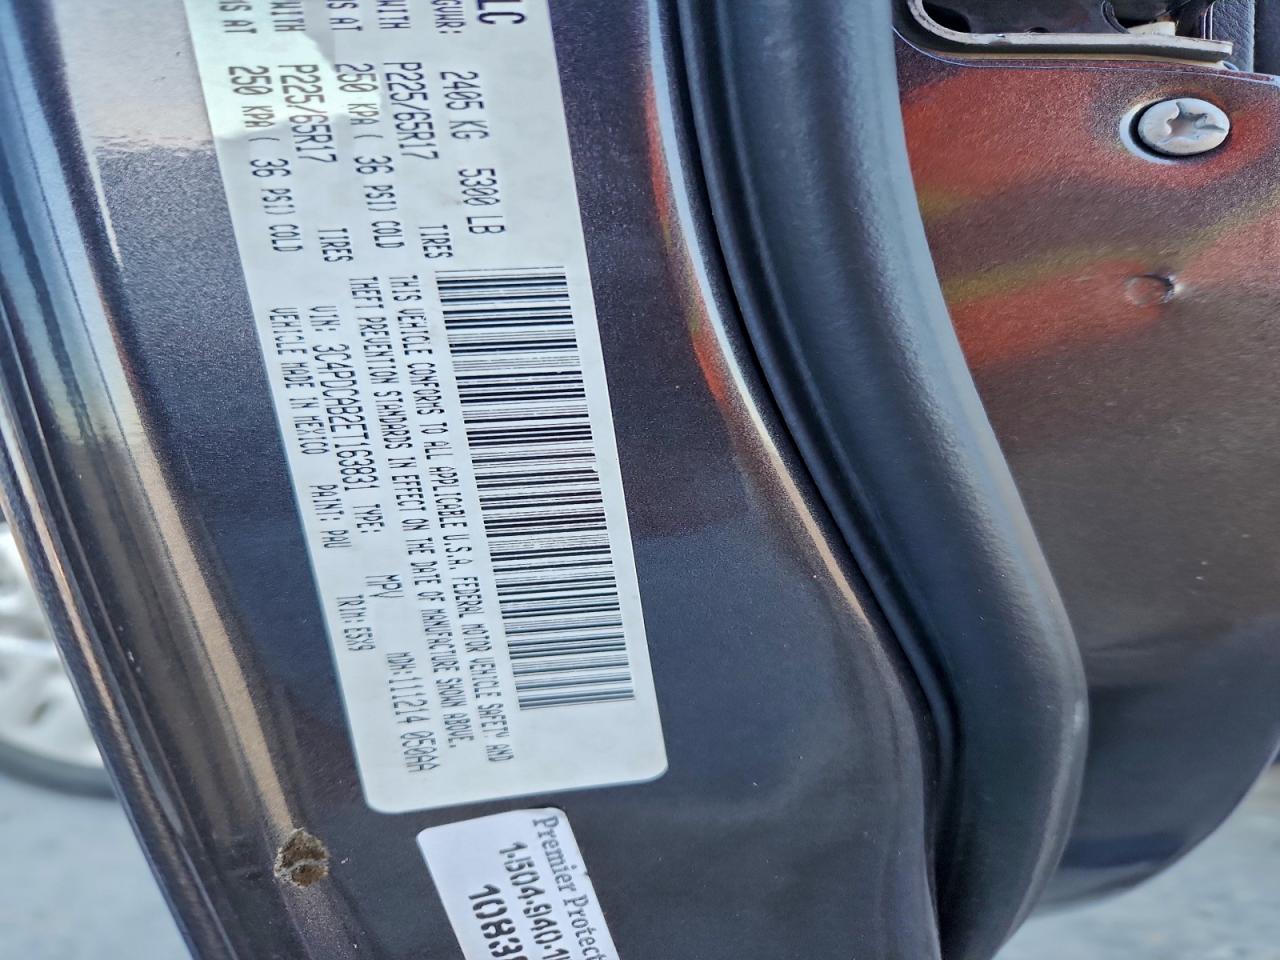 LLC
GVWR: 2405 KG 5300 LB
WITH P225/65R17 TIRES
IS AT 250 KPA ( 36 PSI) COLD
WITH P225/65R17 TIRES
IS AT 250 KPA ( 36 PSI) COLD
THIS VEHICLE CONFORMS TO ALL APPLICABLE U.S.A. FEDERAL MOTOR VEHICLE SAFETY AND
THEFT PREVENTION STANDARDS IN EFFECT ON THE DATE OF MANUFACTURE SHOWN ABOVE.
VIN: 3C4PDCAB2ET163831 TYPE: MPV MDH:111214 050AA
VEHICLE MADE IN MEXICO PAINT: PAU TRIM: E5X9
Premier Protect
1-504-940-1
1083